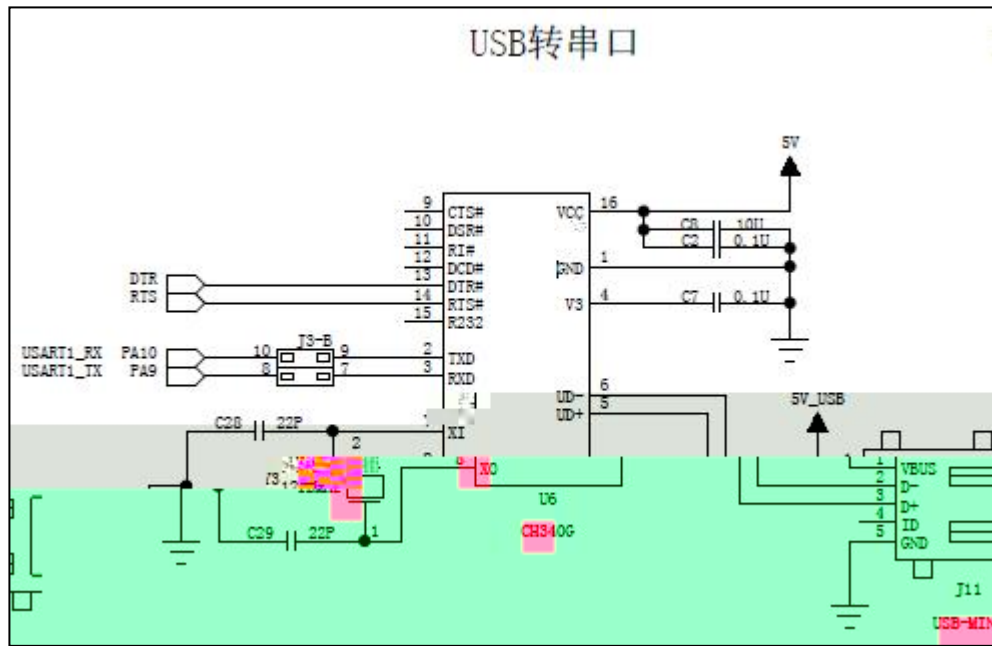 USB转串口
5V
9 CTS#
10 DSR#
11 RI#
12 DCD#
13 DTR#
14 RTS#
15 R232
VCC 16
C8 10U
C2 0.1U
GND 1
V3 4 C7 0.1U
DTR
RTS
J3-B
USART1_RX PA10 10 9 2 TXD
USART1_TX PA9 8 7 3 RXD
UD- 6
UD+ 5
5V_USB
C28 22P
XI
2
XO
U6
CH340G
C29 22P 1
1 VBUS
2 D-
3 D+
4 ID
5 GND
J11